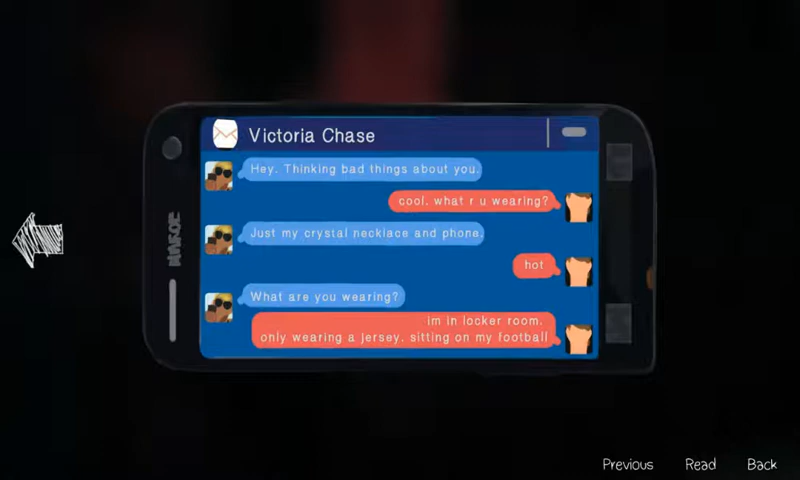 Victoria Chase
Hey. Thinking bad things about you.
cool. what r u wearing?
Just my crystal necklace and phone.
hot
What are you wearing?
im in locker room.
only wearing a jersey. sitting on my football
Previous
Read
Back